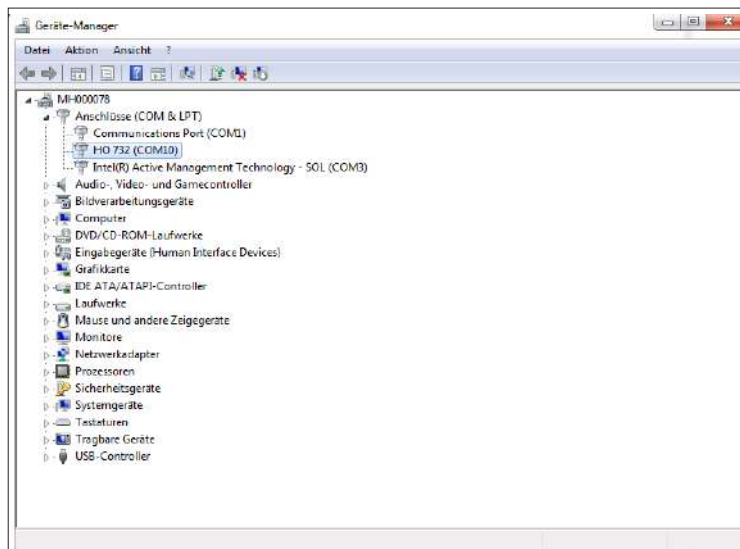 Geräte-Manager
Datei Aktion Ansicht ?
MH000078
Anschlüsse (COM & LPT)
Communications Port (COM1)
HO 732 (COM10)
Intel(R) Active Management Technology - SOL (COM3)
Audio-, Video- und Gamecontroller
Bildverarbeitungsgeräte
Computer
DVD/CD-ROM-Laufwerke
Eingabegeräte (Human Interface Devices)
Grafikkarte
IDE ATA/ATAPI-Controller
Laufwerke
Mäuse und andere Zeigegeräte
Monitore
Netzwerkadapter
Prozessoren
Sicherheitsgeräte
Systemgeräte
Tastaturen
Tragbare Geräte
USB-Controller